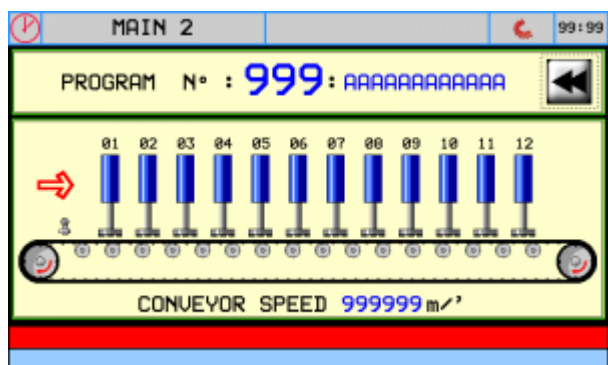 MAIN 2 99:99
PROGRAM N° : 999: AAAAAAAAAAAA
01 02 03 04 05 06 07 08 09 10 11 12
CONVEYOR SPEED 999999 m/'